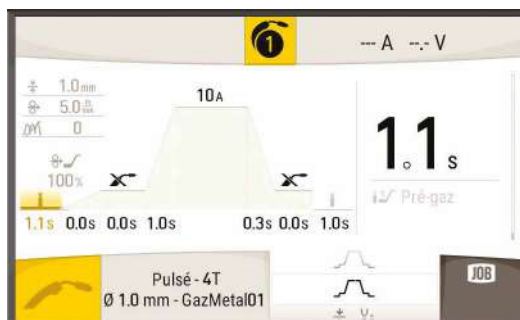 1
--- A --.- V
1.0 mm
5.0 m/min
0
100%
10A
1.1s 0.0s 0.0s 1.0s 0.3s 0.0s 1.0s
1.1 s
Pré-gaz
Pulsé - 4T
Ø 1.0 mm - GazMetal01
JOB